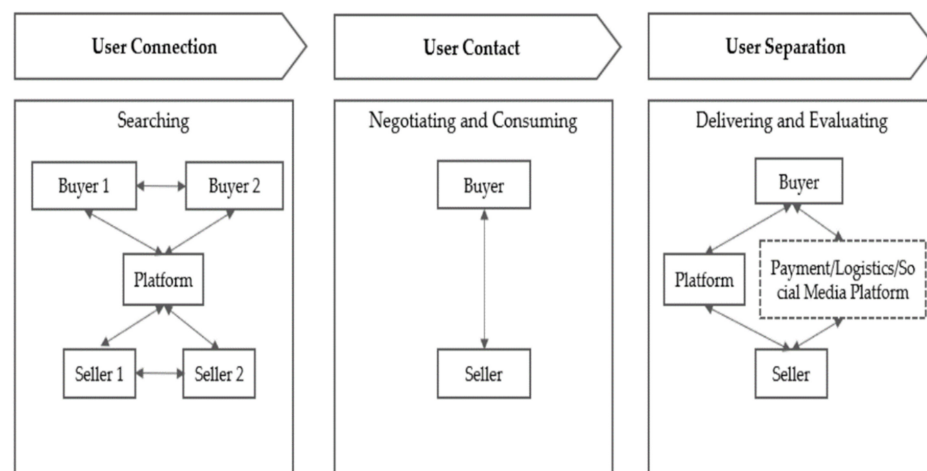 User Connection
User Contact
User Separation
Searching
Buyer 1
Buyer 2
Platform
Seller 1
Seller 2
Negotiating and Consuming
Buyer
Seller
Delivering and Evaluating
Buyer
Platform
Payment/Logistics/So
cial Media Platform
Seller